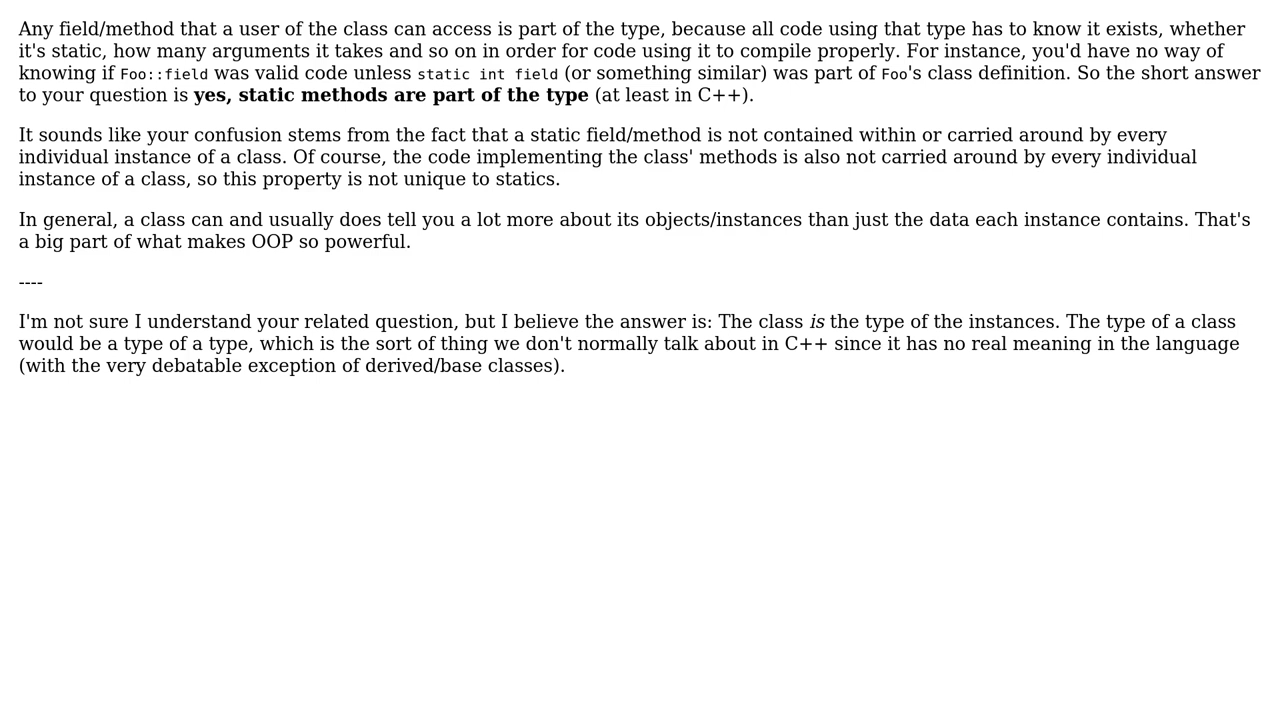 Any field/method that a user of the class can access is part of the type, because all code using that type has to know it exists, whether
it's static, how many arguments it takes and so on in order for code using it to compile properly. For instance, you'd have no way of
knowing if Foo::field was valid code unless static int field (or something similar) was part of Foo's class definition. So the short answer
to your question is yes, static methods are part of the type (at least in C++).
It sounds like your confusion stems from the fact that a static field/method is not contained within or carried around by every
individual instance of a class. Of course, the code implementing the class' methods is also not carried around by every individual
instance of a class, so this property is not unique to statics.
In general, a class can and usually does tell you a lot more about its objects/instances than just the data each instance contains. That's
a big part of what makes OOP so powerful.
----
I'm not sure I understand your related question, but I believe the answer is: The class is the type of the instances. The type of a class
would be a type of a type, which is the sort of thing we don't normally talk about in C++ since it has no real meaning in the language
(with the very debatable exception of derived/base classes).